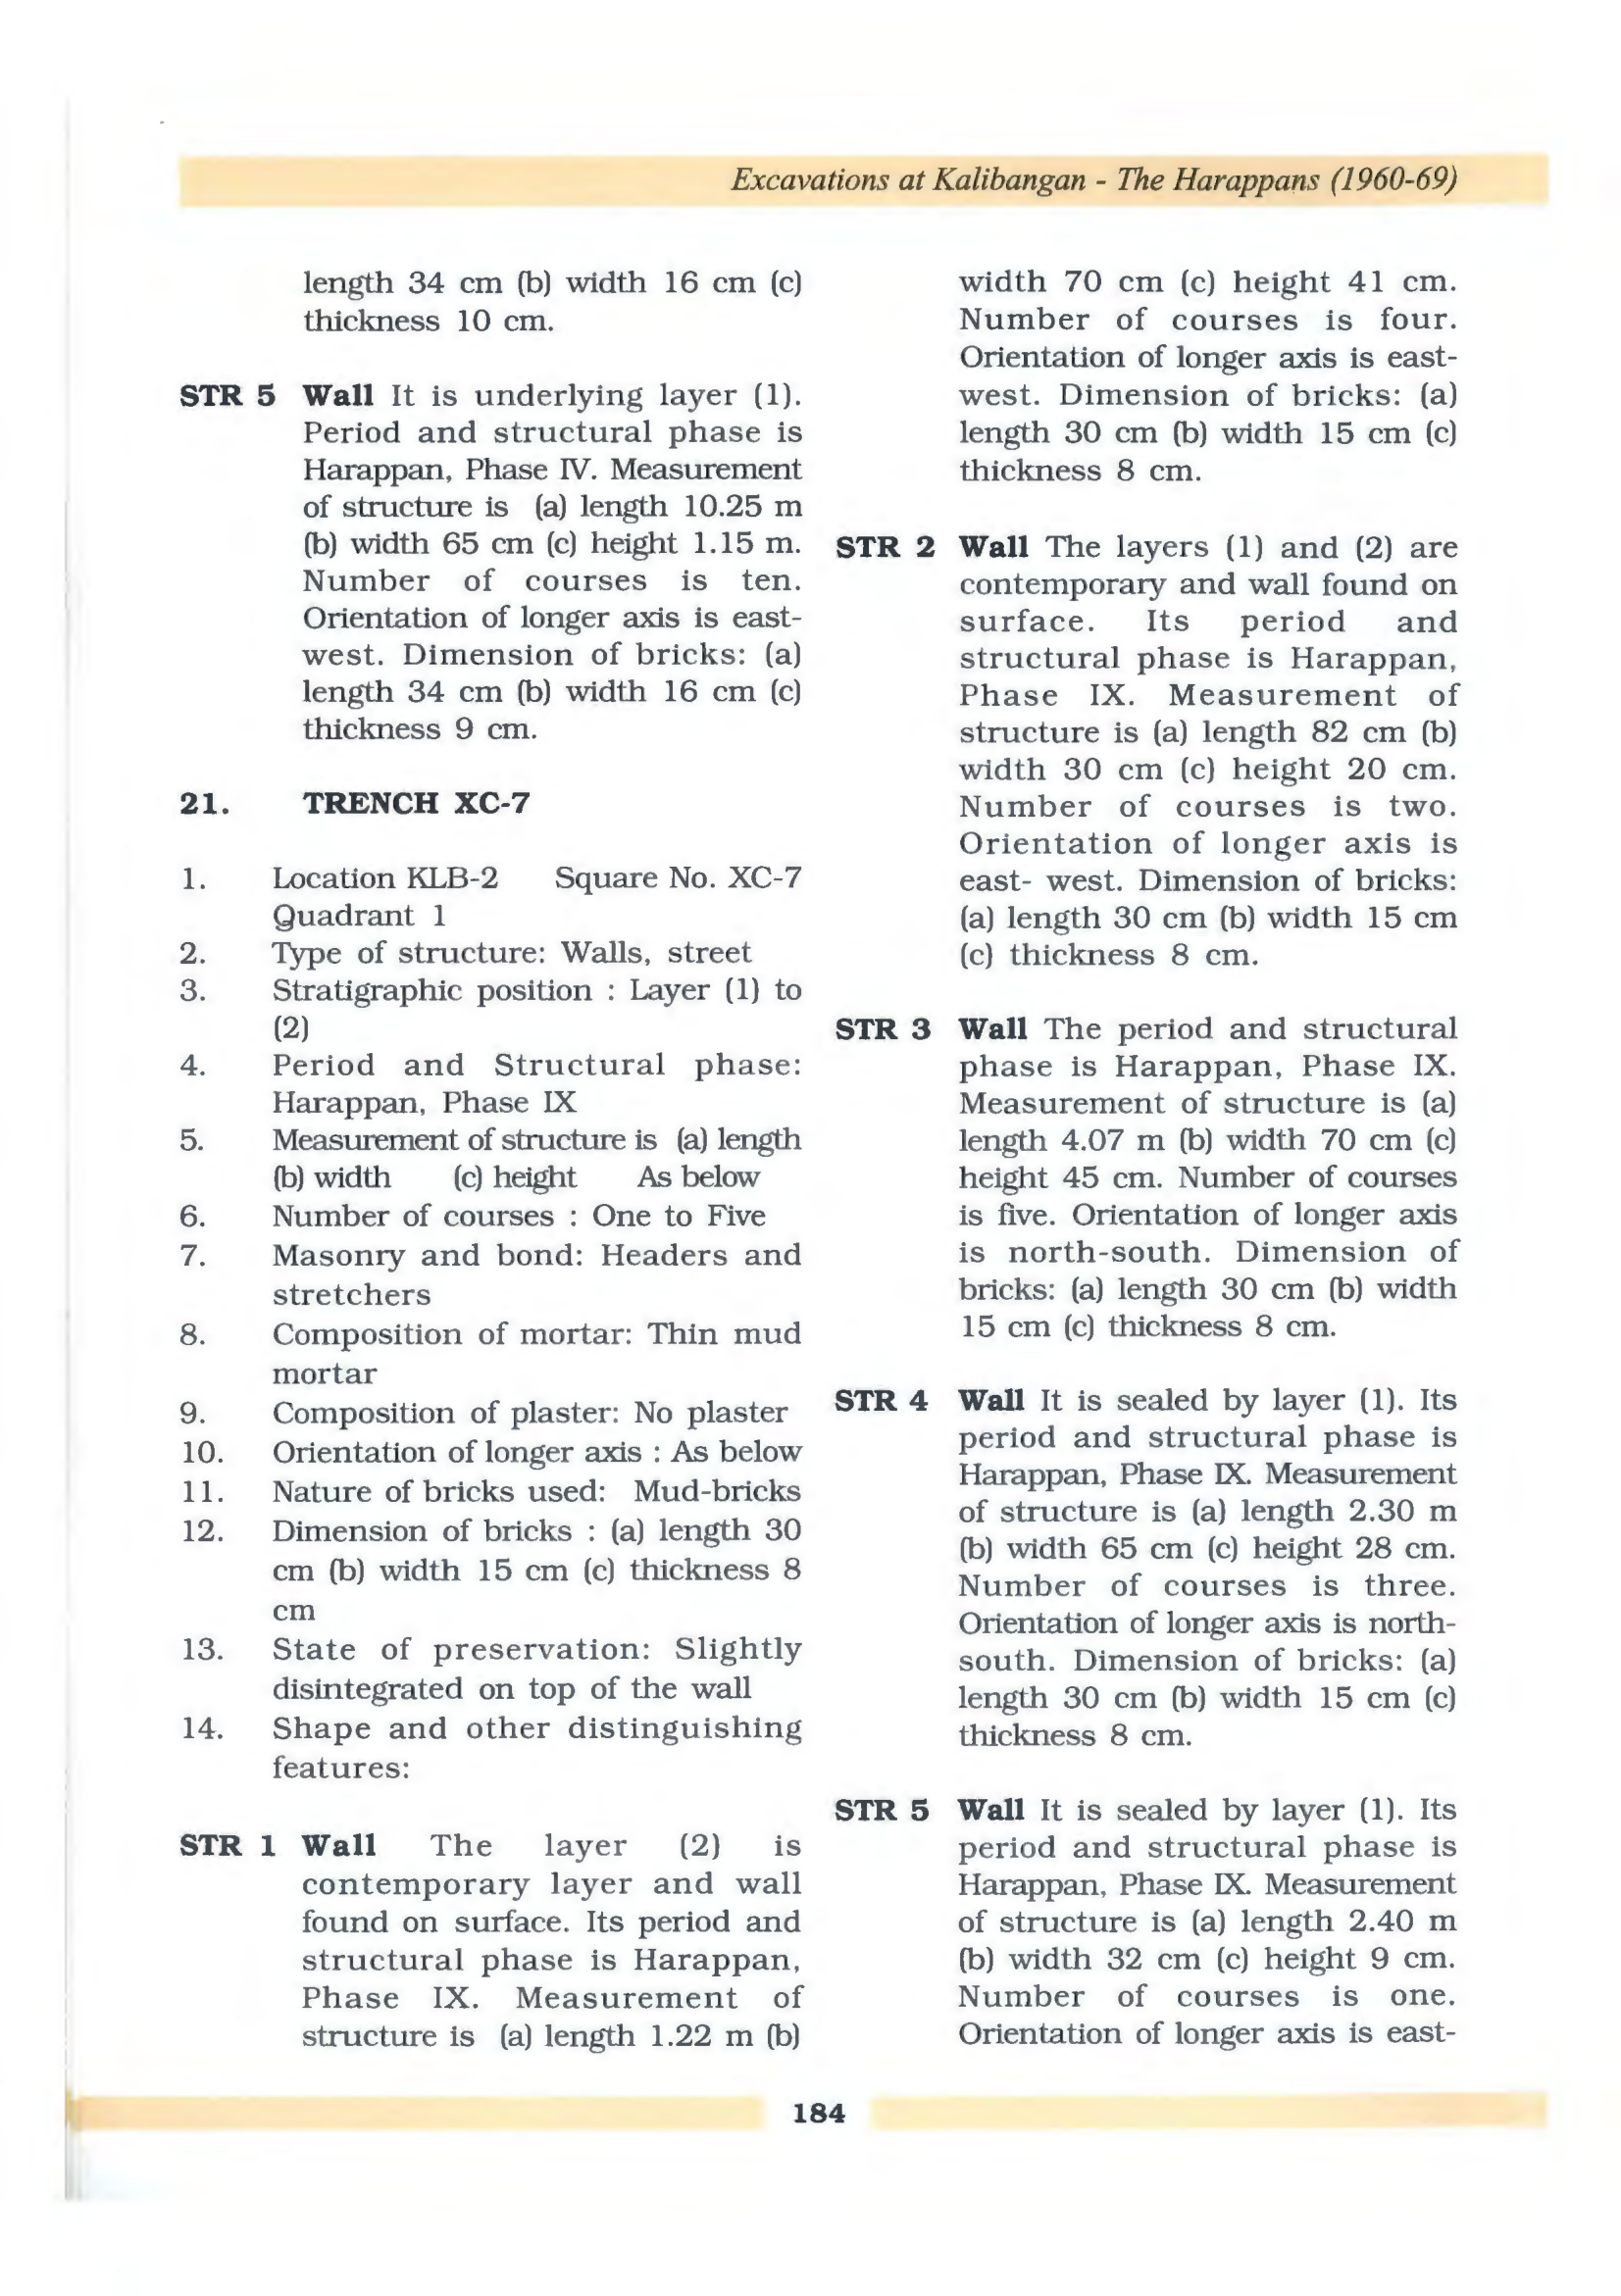 Excavations at Kalibangan - The Harappans (1960-69)
length 34 cm (b) width 16 cm (c)
thickness 10 cm.
STR 5 Wall It is underlying layer (1).
Period and structural phase is
Harappan, Phase IV. Measurement
of structure is (a) length 10.25 m
(b) width 65 cm (c) height 1.15 m.
Number of courses is ten.
Orientation of longer axis is east-
west. Dimension of bricks: (a)
length 34 cm (b) width 16 cm (c)
thickness 9 cm.
21. TRENCH XC-7
1. Location KLB-2 Square No. XC-7
Quadrant 1
2. Type of structure: Walls, street
3. Stratigraphic position : Layer (1) to
(2)
4. Period and Structural phase:
Harappan, Phase IX
5. Measurement of structure is (a) length
(b) width (c) height As below
6. Number of courses : One to Five
7. Masonry and bond: Headers and
stretchers
8. Composition of mortar: Thin mud
mortar
9. Composition of plaster: No plaster
10. Orientation of longer axis : As below
11. Nature of bricks used: Mud-bricks
12. Dimension of bricks : (a) length 30
cm (b) width 15 cm (c) thickness 8
cm
13. State of preservation: Slightly
disintegrated on top of the wall
14. Shape and other distinguishing
features:
STR 1 Wall The layer (2) is
contemporary layer and wall
found on surface. Its period and
structural phase is Harappan,
Phase IX. Measurement of
structure is (a) length 1.22 m (b)
width 70 cm (c) height 41 cm.
Number of courses is four.
Orientation of longer axis is east-
west. Dimension of bricks: (a)
length 30 cm (b) width 15 cm (c)
thickness 8 cm.
STR 2 Wall The layers (1) and (2) are
contemporary and wall found on
surface. Its period and
structural phase is Harappan,
Phase IX. Measurement of
structure is (a) length 82 cm (b)
width 30 cm (c) height 20 cm.
Number of courses is two.
Orientation of longer axis is
east- west. Dimension of bricks:
(a) length 30 cm (b) width 15 cm
(c) thickness 8 cm.
STR 3 Wall The period and structural
phase is Harappan, Phase IX.
Measurement of structure is (a)
length 4.07 m (b) width 70 cm (c)
height 45 cm. Number of courses
is five. Orientation of longer axis
is north-south. Dimension of
bricks: (a) length 30 cm (b) width
15 cm (c) thickness 8 cm.
STR 4 Wall It is sealed by layer (1). Its
period and structural phase is
Harappan, Phase IX. Measurement
of structure is (a) length 2.30 m
(b) width 65 cm (c) height 28 cm.
Number of courses is three.
Orientation of longer axis is north-
south. Dimension of bricks: (a)
length 30 cm (b) width 15 cm (c)
thickness 8 cm.
STR 5 Wall It is sealed by layer (1). Its
period and structural phase is
Harappan, Phase IX. Measurement
of structure is (a) length 2.40 m
(b) width 32 cm (c) height 9 cm.
Number of courses is one.
Orientation of longer axis is east-
184